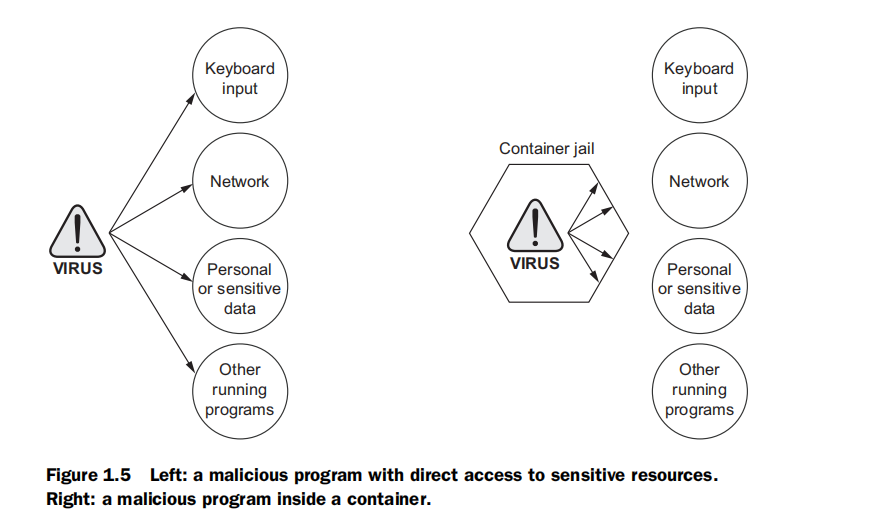 Keyboard
input
Network
Personal
or sensitive
data
Other
running
programs
VIRUS
Container jail
VIRUS
Keyboard
input
Network
Personal
or sensitive
data
Other
running
programs
Figure 1.5 Left: a malicious program with direct access to sensitive resources.
Right: a malicious program inside a container.